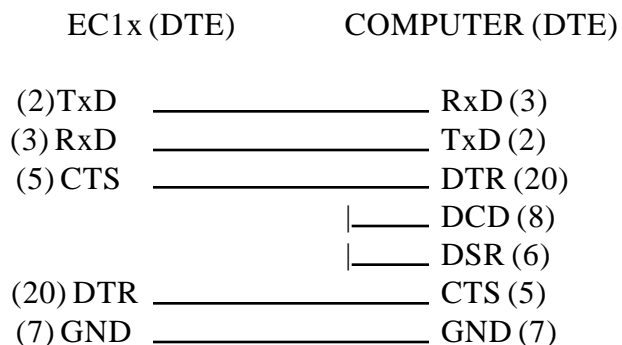 EC1x (DTE) COMPUTER (DTE)
(2)TxD RxD (3)
(3) RxD TxD (2)
(5) CTS DTR (20)
DCD (8)
DSR (6)
(20) DTR CTS (5)
(7) GND GND (7)